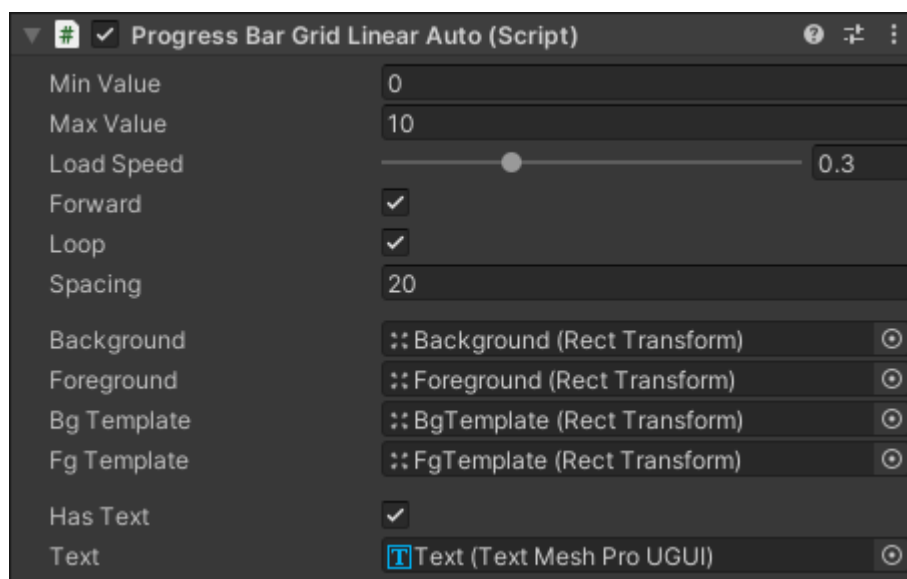 Progress Bar Grid Linear Auto (Script)
Min Value 0
Max Value 10
Load Speed 0.3
Forward
Loop
Spacing 20
Background Background (Rect Transform)
Foreground Foreground (Rect Transform)
Bg Template BgTemplate (Rect Transform)
Fg Template FgTemplate (Rect Transform)
Has Text
Text Text (Text Mesh Pro UGUI)